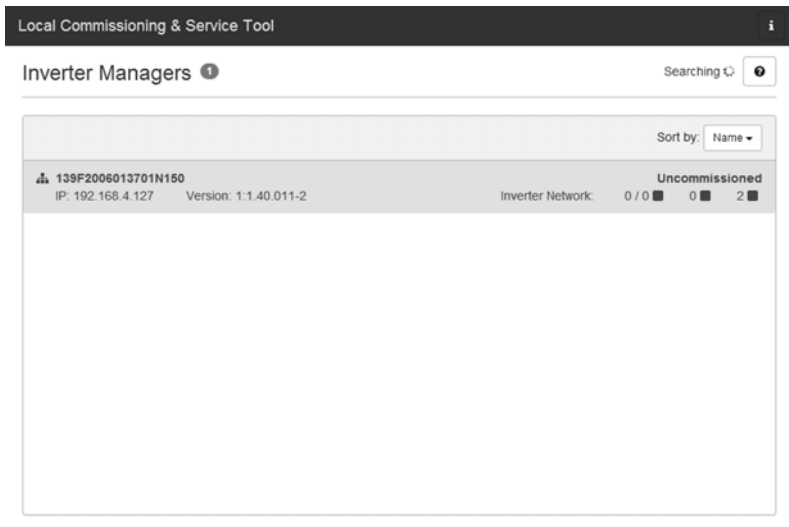 Local Commissioning & Service Tool i
Inverter Managers 1 Searching ?
Sort by: Name
139F2006013701N150 Uncommissioned
IP: 192.168.4.127 Version: 1:1.40.011-2 Inverter Network: 0 / 0 0 2